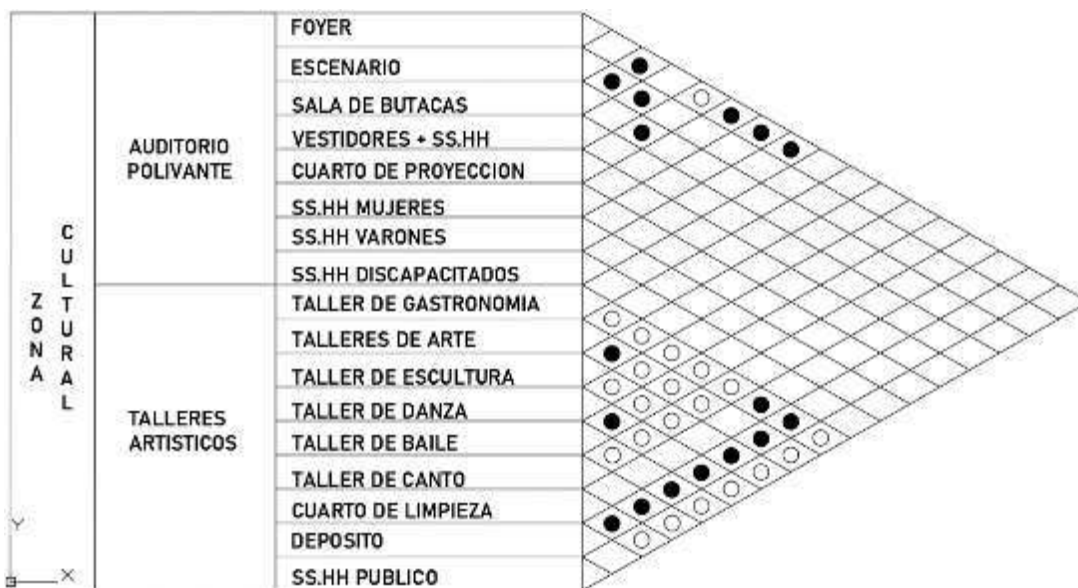 ZONA
CULTURAL
AUDITORIO
POLIVANTE
FOYER
ESCENARIO
SALA DE BUTACAS
VESTIDORES + SS.HH
CUARTO DE PROYECCION
SS.HH MUJERES
SS.HH VARONES
SS.HH DISCAPACITADOS
TALLERES
ARTISTICOS
TALLER DE GASTRONOMIA
TALLERES DE ARTE
TALLER DE ESCULTURA
TALLER DE DANZA
TALLER DE BAILE
TALLER DE CANTO
CUARTO DE LIMPIEZA
DEPOSITO
SS.HH PUBLICO
Y
X